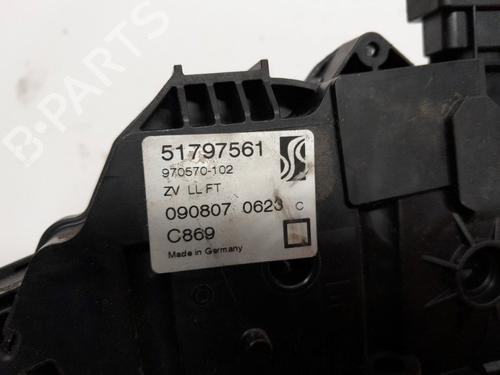 B-PARTS
51797561
970570-102
ZV LL FT
090807 0623 C
C869
Made in Germany